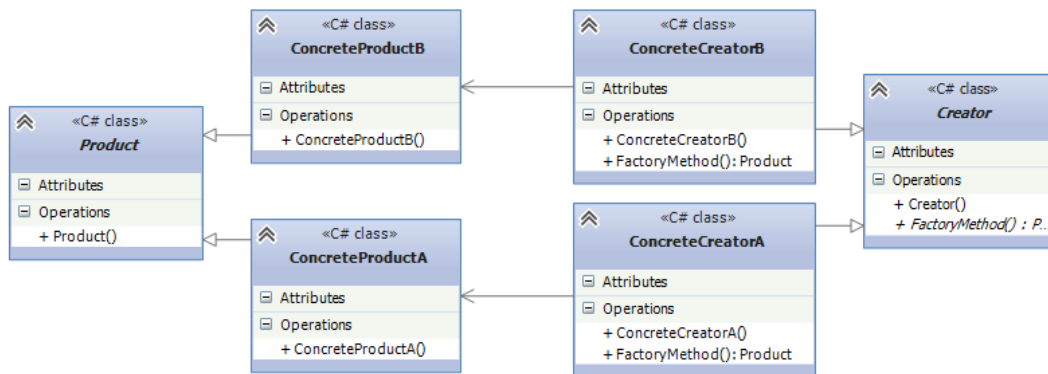 «C# class»
Product
Attributes
Operations
+ Product()
«C# class»
ConcreteProductB
Attributes
Operations
+ ConcreteProductB()
«C# class»
ConcreteProductA
Attributes
Operations
+ ConcreteProductA()
«C# class»
ConcreteCreatorB
Attributes
Operations
+ ConcreteCreatorB()
+ FactoryMethod(): Product
«C# class»
ConcreteCreatorA
Attributes
Operations
+ ConcreteCreatorA()
+ FactoryMethod(): Product
«C# class»
Creator
Attributes
Operations
+ Creator()
+ FactoryMethod() : P...